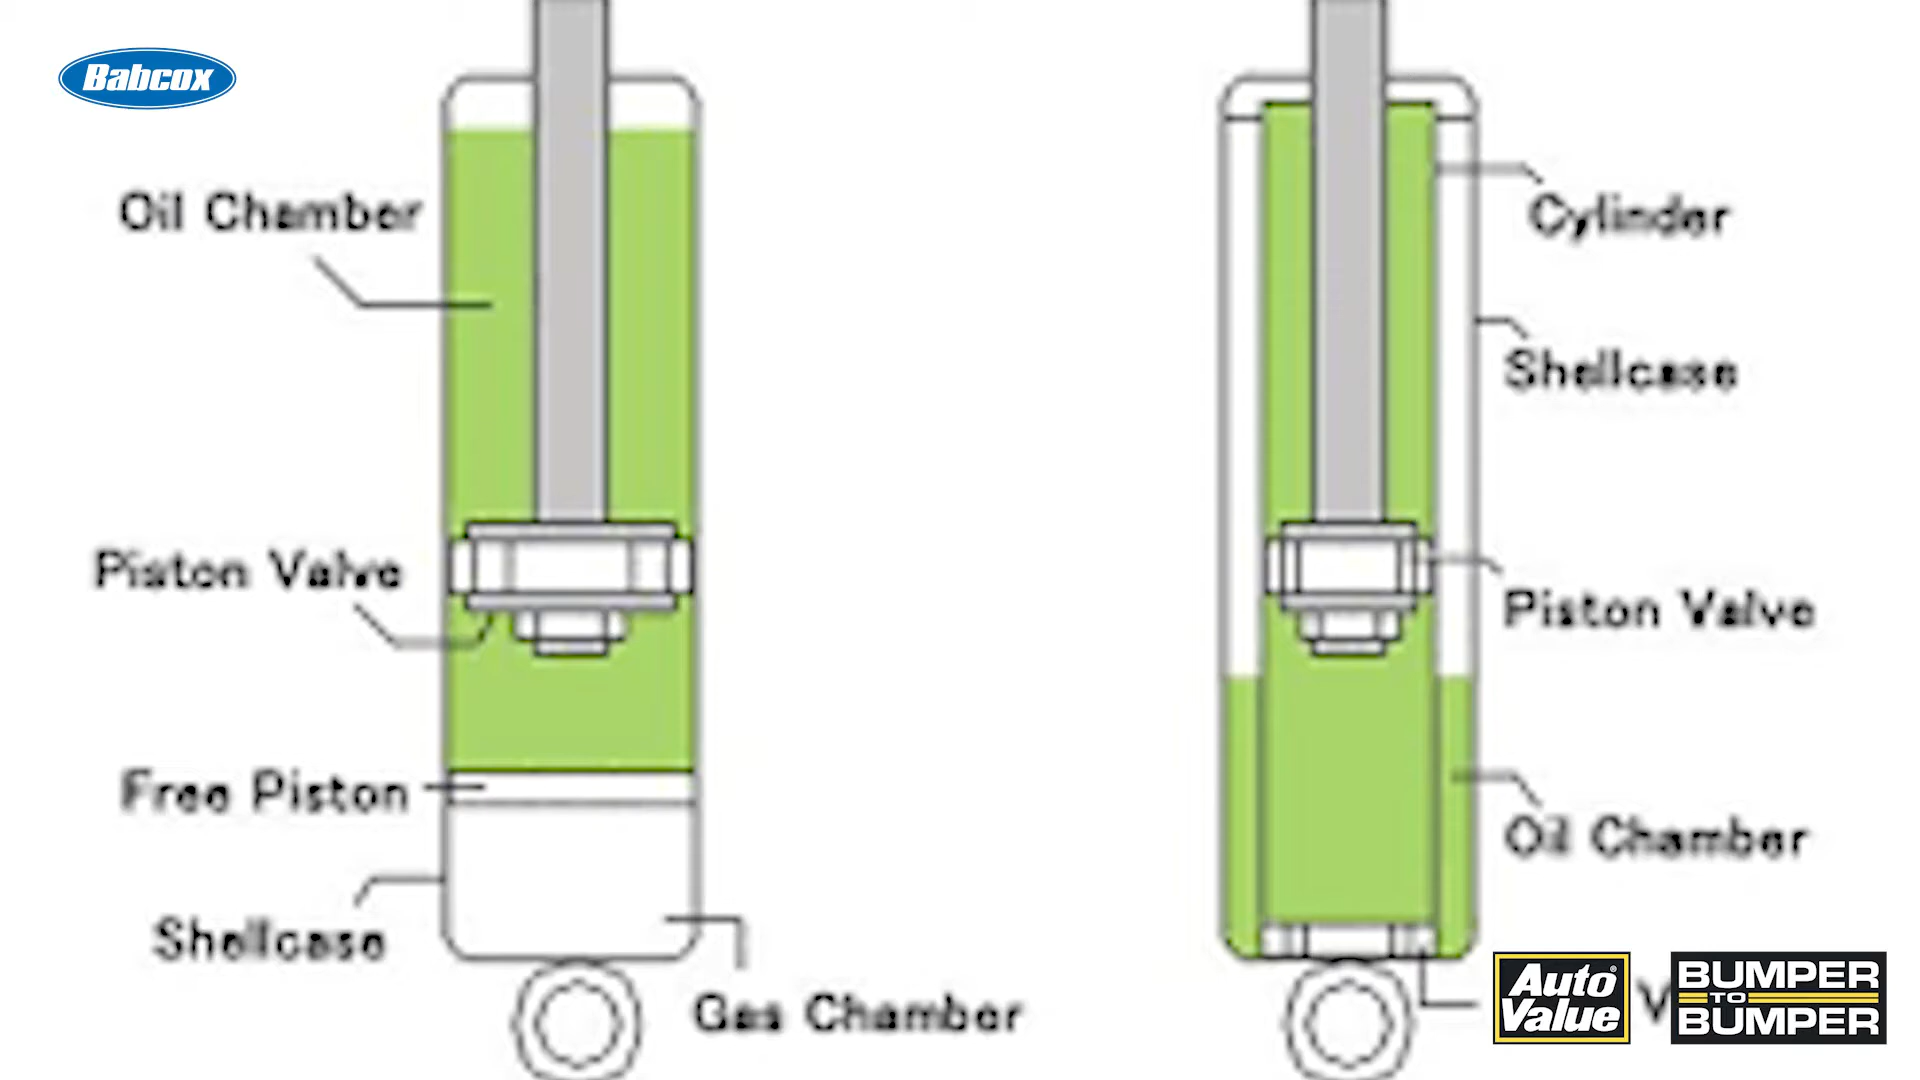 Babcox
Oil Chamber
Piston Valve
Free Piston
Shellcase
Gas Chamber
Cylinder
Shellcase
Piston Valve
Oil Chamber
Auto
Value
V
BUMPER
TO
BUMPER